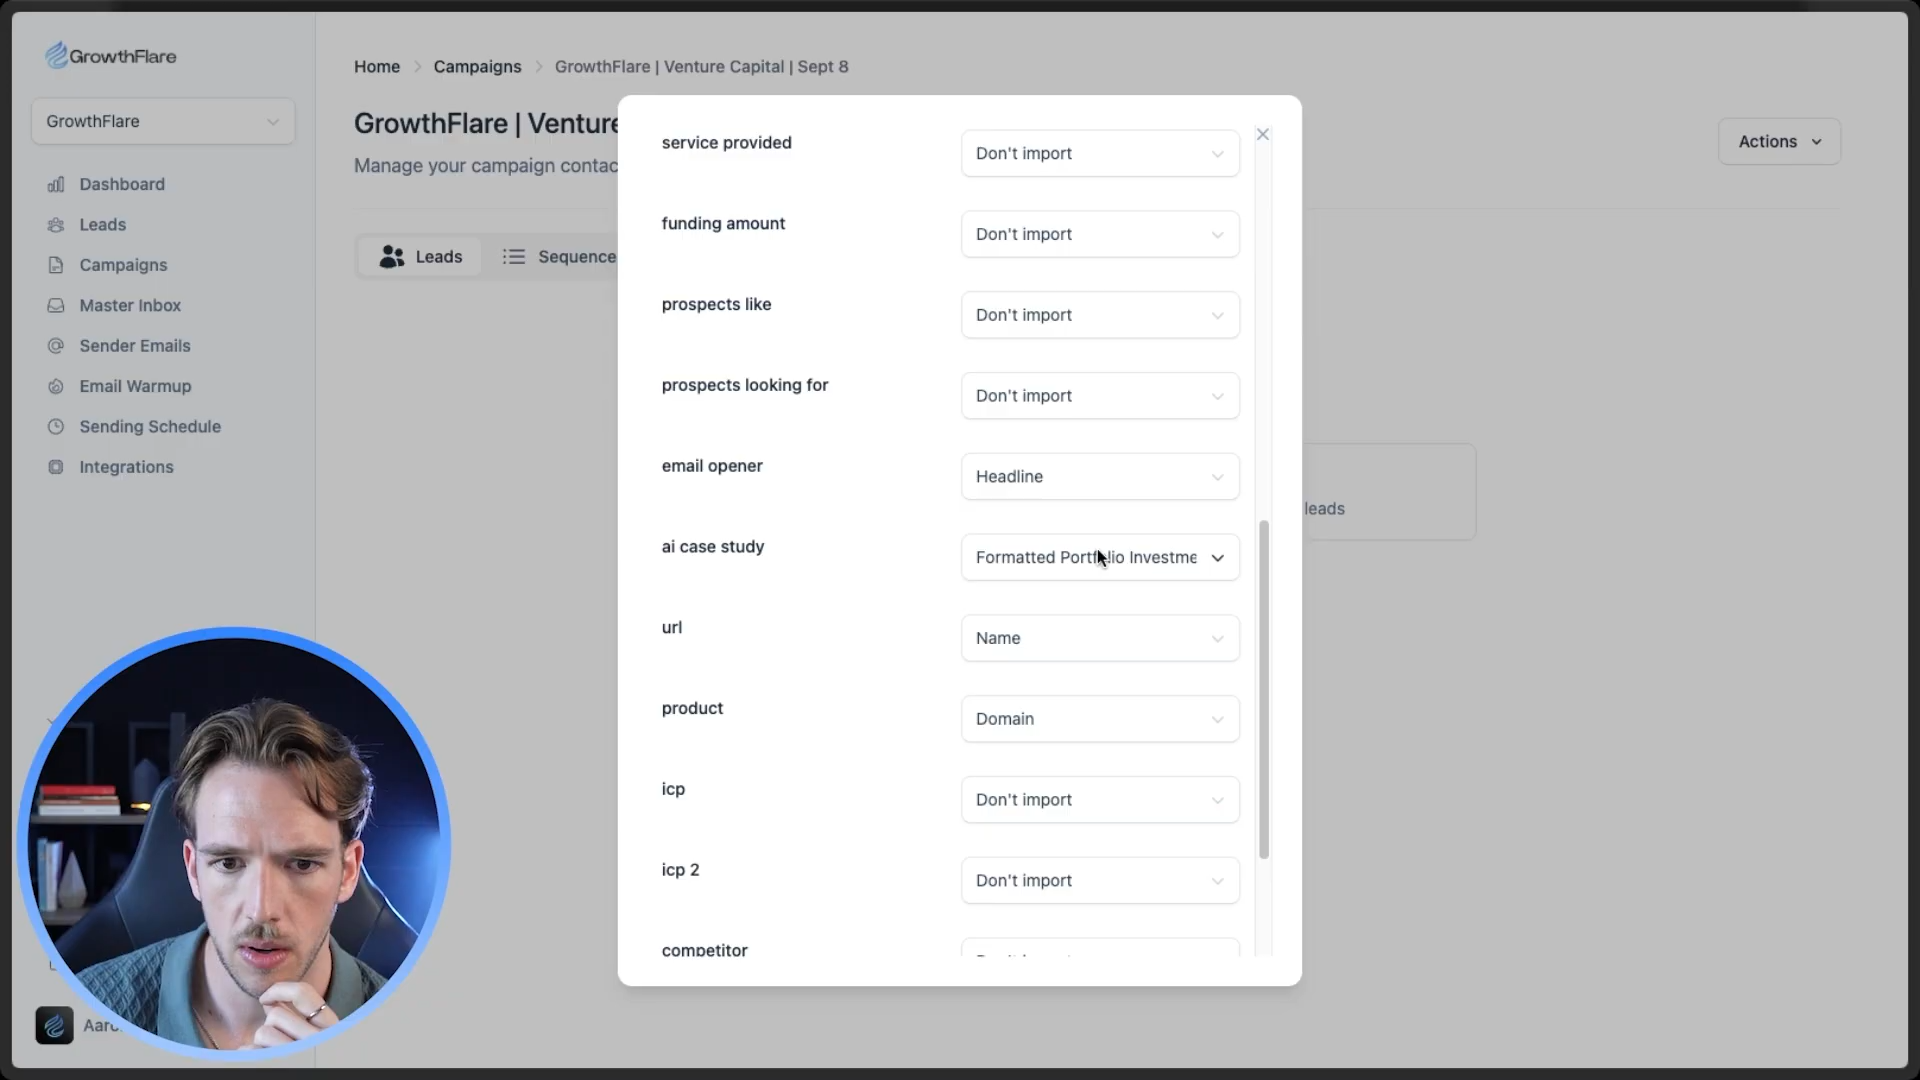 GrowthFlare
GrowthFlare
Dashboard
Leads
Campaigns
Master Inbox
Sender Emails
Email Warmup
Sending Schedule
Integrations
Home
Campaigns
GrowthFlare | Venture Capital | Sept 8
GrowthFlare | Venture
Manage your campaign contac
Actions
Leads
Sequence
leads
service provided
Don't import
funding amount
Don't import
prospects like
Don't import
prospects looking for
Don't import
email opener
Headline
ai case study
Formatted Portfolio Investme
url
Name
product
Domain
icp
Don't import
icp 2
Don't import
competitor